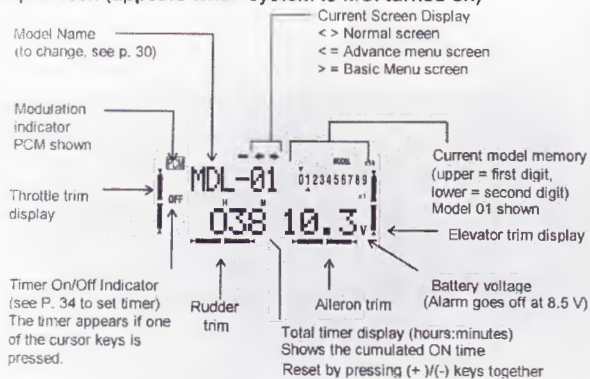 Current Screen Display
< > Normal screen
< = Advance menu screen
> = Basic Menu screen
Model Name
(to change, see p. 30)
Modulation
indicator
PCM shown
Throttle trim
display
Timer On/Off Indicator
(see P. 34 to set timer)
The timer appears if one
of the cursor keys is
pressed.
PCM
OFF
MDL-01
MODEL
0123456789
x1
H M
038 10.3v
Current model memory
(upper = first digit,
lower = second digit)
Model 01 shown
Elevator trim display
Battery voltage
(Alarm goes off at 8.5 V)
Rudder
trim
Aileron trim
Total timer display (hours:minutes)
Shows the cumulated ON time
Reset by pressing (+ )/(-) keys together